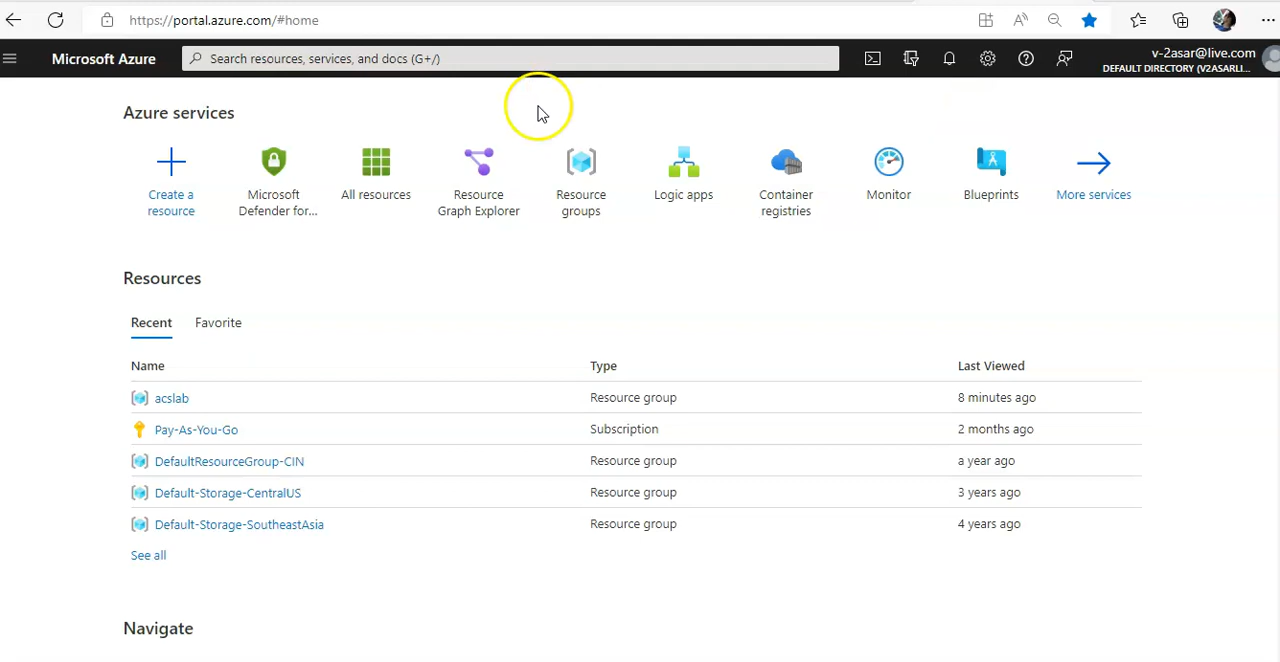 https://portal.azure.com/#home
Microsoft Azure
Search resources, services, and docs (G+/)
v-2asar@live.com
DEFAULT DIRECTORY (V2ASARLI...
Azure services
Create a
resource
Microsoft
Defender for...
All resources
Resource
Graph Explorer
Resource
groups
Logic apps
Container
registries
Monitor
Blueprints
More services
Resources
Recent
Favorite
Name
Type
Last Viewed
acslab
Resource group
8 minutes ago
Pay-As-You-Go
Subscription
2 months ago
DefaultResourceGroup-CIN
Resource group
a year ago
Default-Storage-CentralUS
Resource group
3 years ago
Default-Storage-SoutheastAsia
Resource group
4 years ago
See all
Navigate